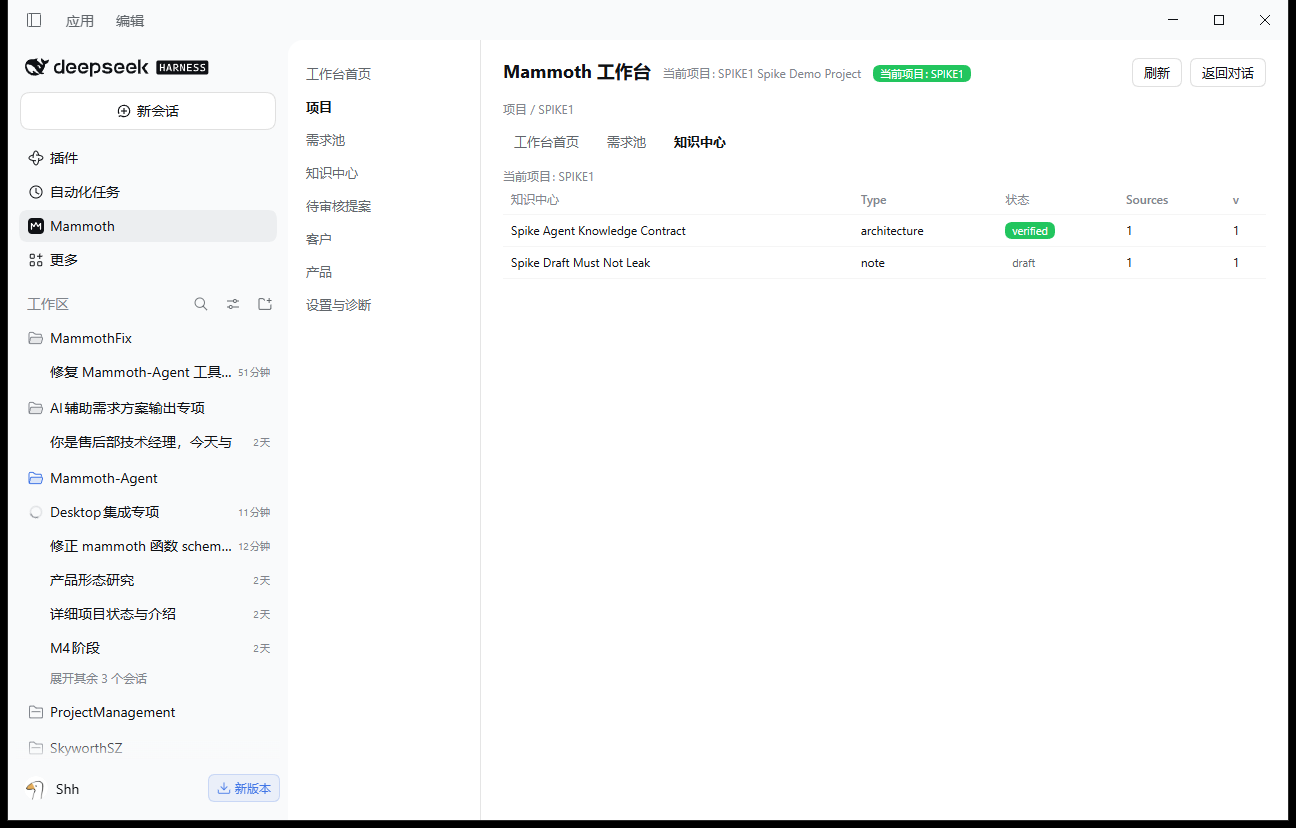 应用 编辑
deepseek HARNESS
新会话
插件
自动化任务
Mammoth
更多
工作区
MammothFix
修复 Mammoth-Agent 工具... 51分钟
AI辅助需求方案输出专项
你是售后部技术经理，今天与 2天
Mammoth-Agent
Desktop集成专项 11分钟
修正 mammoth 函数 schem... 12分钟
产品形态研究 2天
详细项目状态与介绍 2天
M4阶段 2天
展开其余 3 个会话
ProjectManagement
SkyworthSZ
Shh 新版本
工作台首页
项目
需求池
知识中心
待审核提案
客户
产品
设置与诊断
Mammoth 工作台 当前项目: SPIKE1 Spike Demo Project 当前项目: SPIKE1 刷新 返回对话
项目 / SPIKE1
工作台首页 需求池 知识中心
当前项目: SPIKE1
知识中心 Type 状态 Sources v
Spike Agent Knowledge Contract architecture verified 1 1
Spike Draft Must Not Leak note draft 1 1